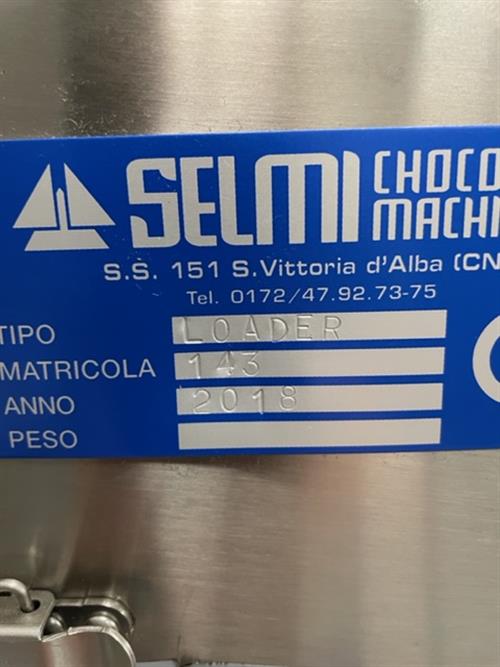 SELMI CHOCO
MACHI
S.S. 151 S.Vittoria d'Alba (CN
Tel. 0172/47.92.73-75
TIPO LOADER
MATRICOLA 143
ANNO 2018
PESO